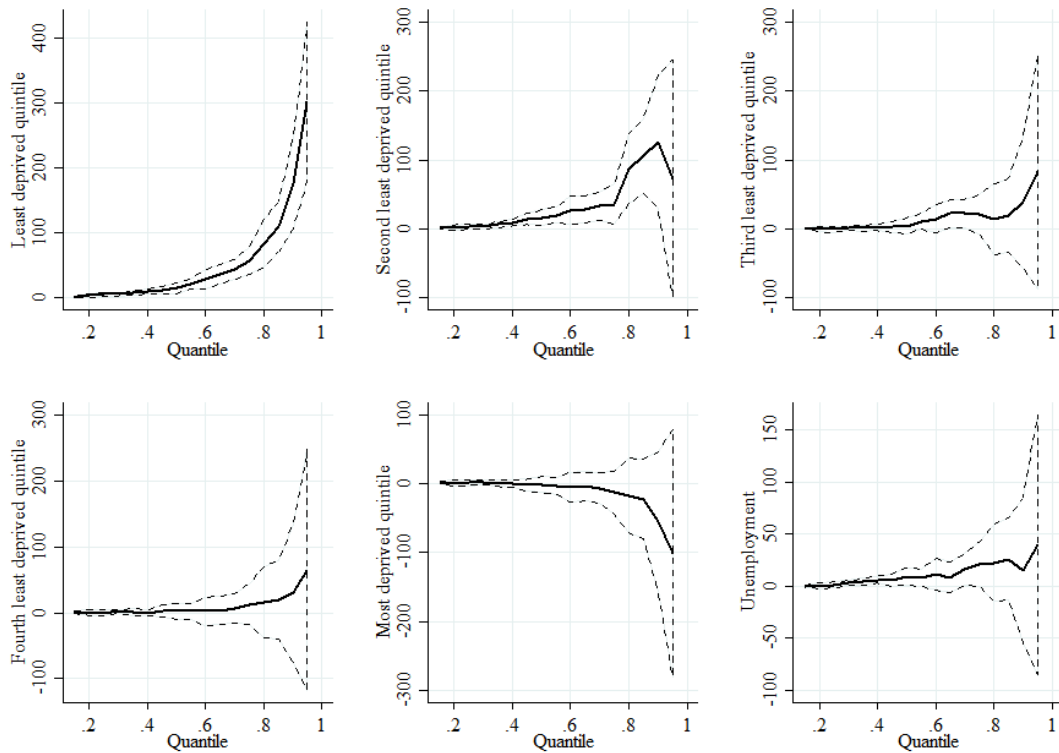 Least deprived quintile
400
300
200
100
0
.2 .4 .6 .8 1
Quantile
Second least deprived quintile
300
200
100
0
-100
.2 .4 .6 .8 1
Quantile
Third least deprived quintile
300
200
100
0
-100
.2 .4 .6 .8 1
Quantile
Fourth least deprived quintile
300
200
100
0
-100
.2 .4 .6 .8 1
Quantile
Most deprived quintile
100
0
-100
-200
-300
.2 .4 .6 .8 1
Quantile
Unemployment
150
100
50
0
-50
-100
.2 .4 .6 .8 1
Quantile